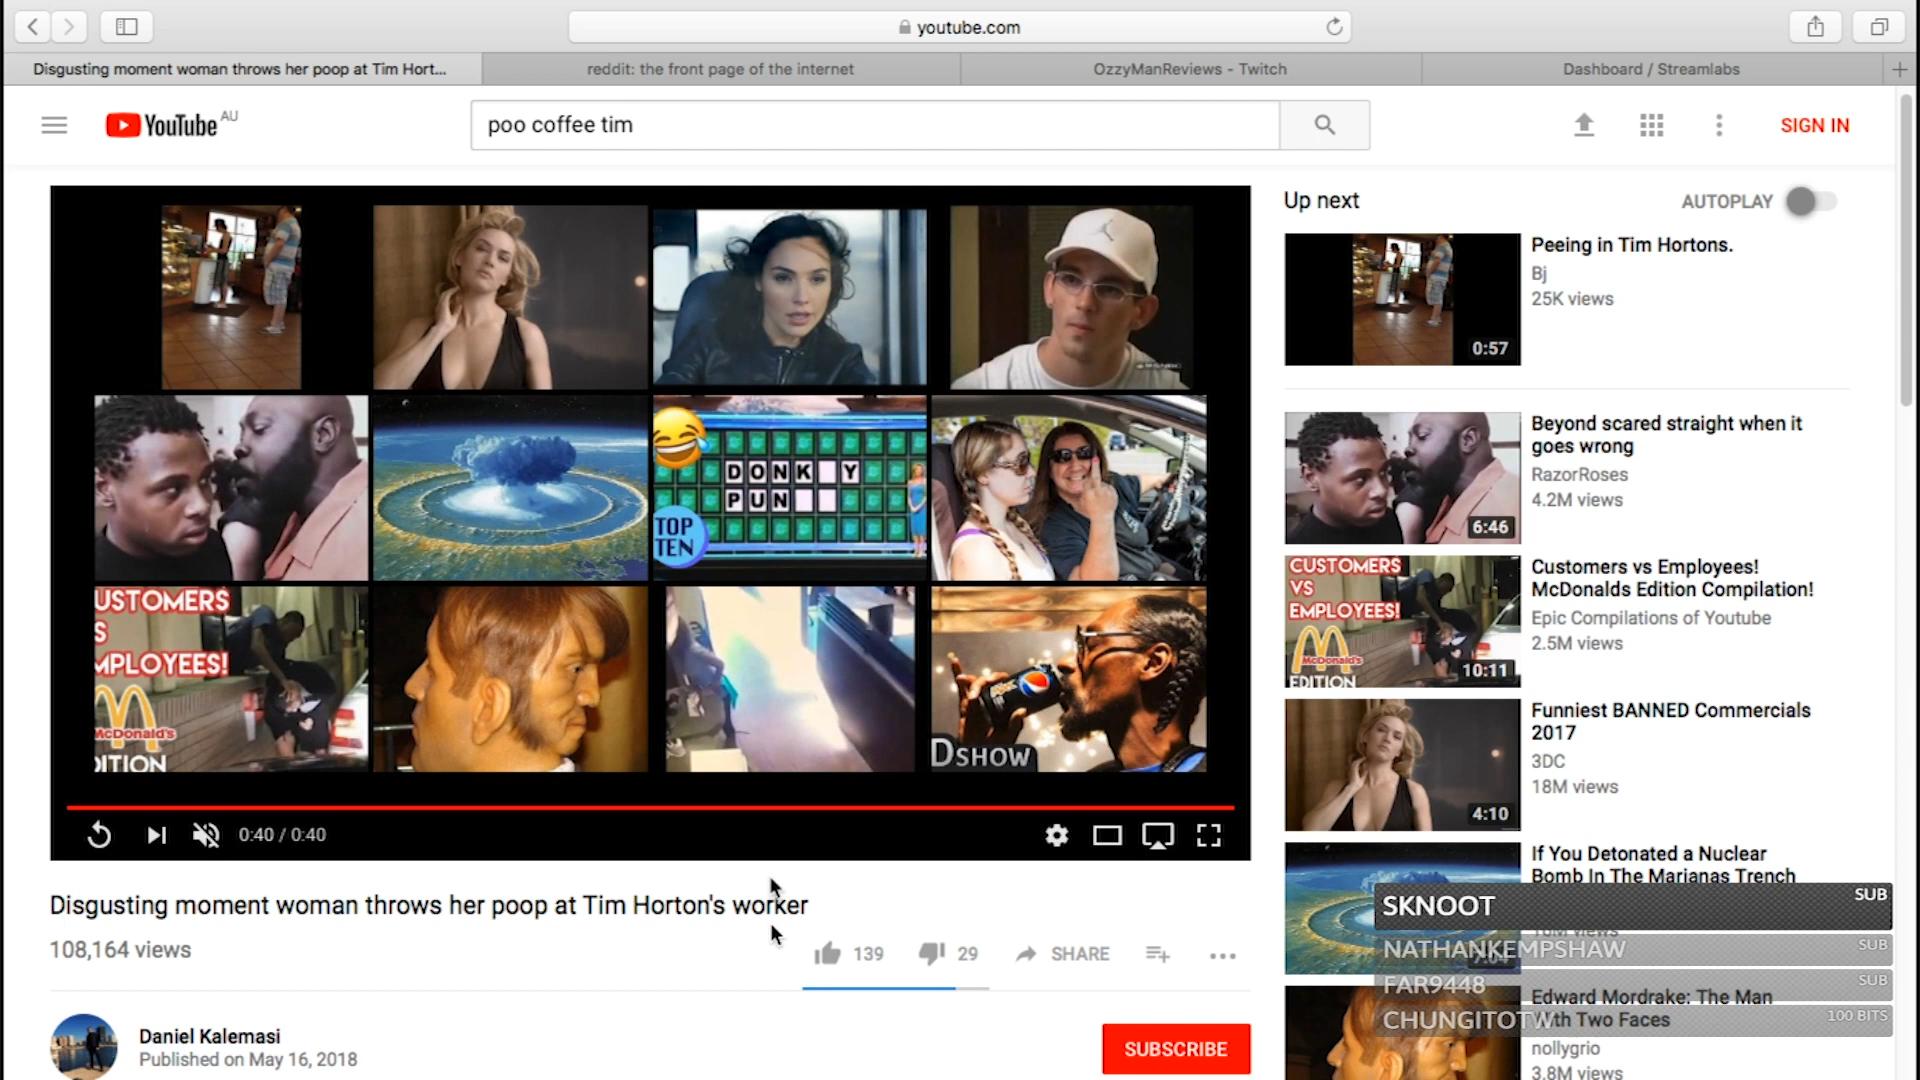 youtube.com
Disgusting moment woman throws her poop at Tim Hort...
reddit: the front page of the internet
OzzyManReviews - Twitch
Dashboard / Streamlabs
YouTube AU
poo coffee tim
SIGN IN
Up next
AUTOPLAY
Peeing in Tim Hortons.
Bj
25K views
0:57
Beyond scared straight when it
goes wrong
RazorRoses
4.2M views
6:46
CUSTOMERS
VS
EMPLOYEES!
McDonald's
EDITION
10:11
Customers vs Employees!
McDonalds Edition Compilation!
Epic Compilations of Youtube
2.5M views
Funniest BANNED Commercials
2017
3DC
18M views
4:10
If You Detonated a Nuclear
Bomb In The Marianas Trench
Edward Mordrake: The Man
With Two Faces
nollygrio
3.8M views
DONK Y
PUN
TOP
TEN
USTOMERS
S
MPLOYEES!
McDonald's
DITION
DSHOW
0:40 / 0:40
Disgusting moment woman throws her poop at Tim Horton's worker
108,164 views
139
29
SHARE
Daniel Kalemasi
Published on May 16, 2018
SUBSCRIBE
SKNOOT SUB
NATHANKEMPSHAW SUB
FAR9448 SUB
CHUNGITOTW 100 BITS